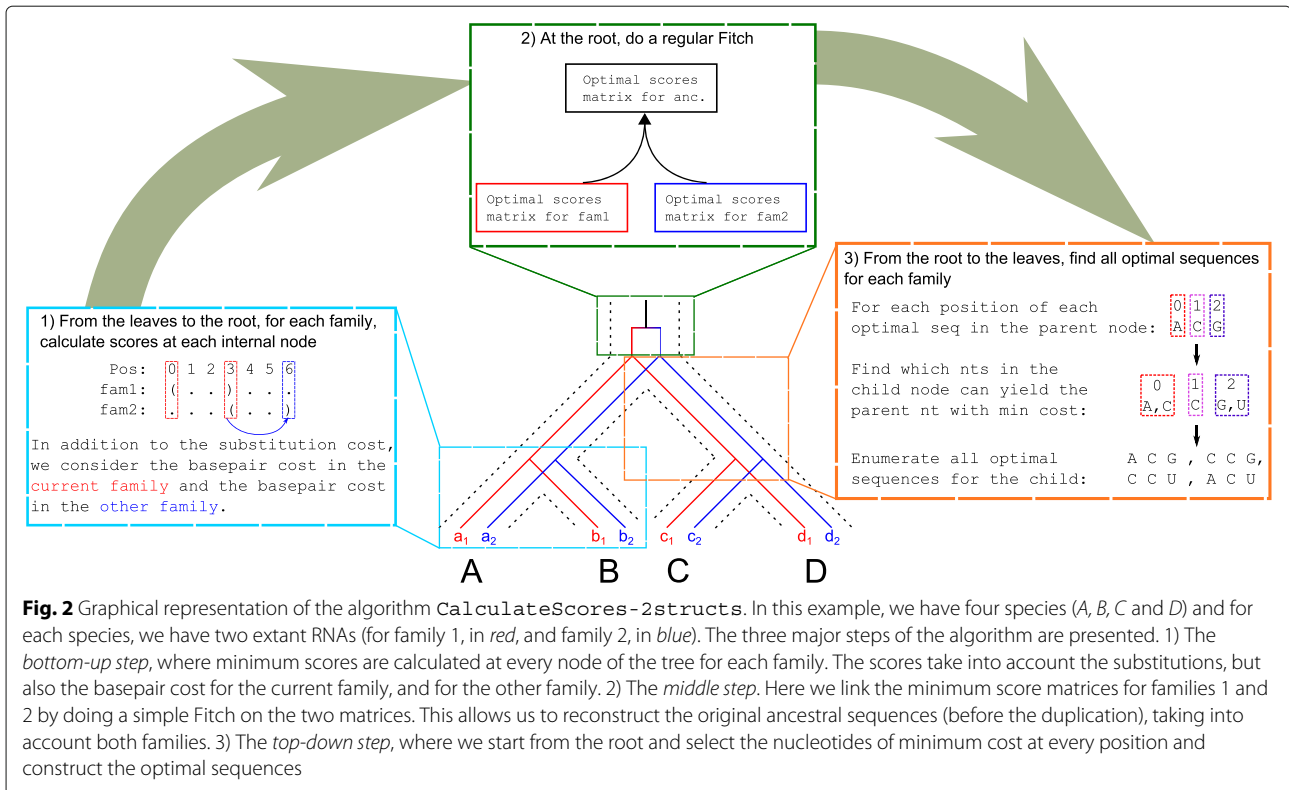 2) At the root, do a regular Fitch
Optimal scores
matrix for anc.
Optimal scores
matrix for fam1
Optimal scores
matrix for fam2
1) From the leaves to the root, for each family,
calculate scores at each internal node
Pos: 0 1 2 3 4 5 6
fam1: ( . . ) . . .
fam2: . . . ( . . )
In addition to the substitution cost,
we consider the basepair cost in the
current family and the basepair cost
in the other family.
3) From the root to the leaves, find all optimal sequences
for each family
0 1 2
For each position of each
optimal seq in the parent node: A C G
Find which nts in the
child node can yield the
parent nt with min cost:
0 1 2
A,C C G,U
Enumerate all optimal
sequences for the child:
A C G , C C G,
C C U , A C U
a1 a2 b1 b2 c1 c2 d1 d2
A B C D
Fig. 2 Graphical representation of the algorithm CalculateScores-2structs. In this example, we have four species (A, B, C and D) and for
each species, we have two extant RNAs (for family 1, in red, and family 2, in blue). The three major steps of the algorithm are presented. 1) The
bottom-up step, where minimum scores are calculated at every node of the tree for each family. The scores take into account the substitutions, but
also the basepair cost for the current family, and for the other family. 2) The middle step. Here we link the minimum score matrices for families 1 and
2 by doing a simple Fitch on the two matrices. This allows us to reconstruct the original ancestral sequences (before the duplication), taking into
account both families. 3) The top-down step, where we start from the root and select the nucleotides of minimum cost at every position and
construct the optimal sequences